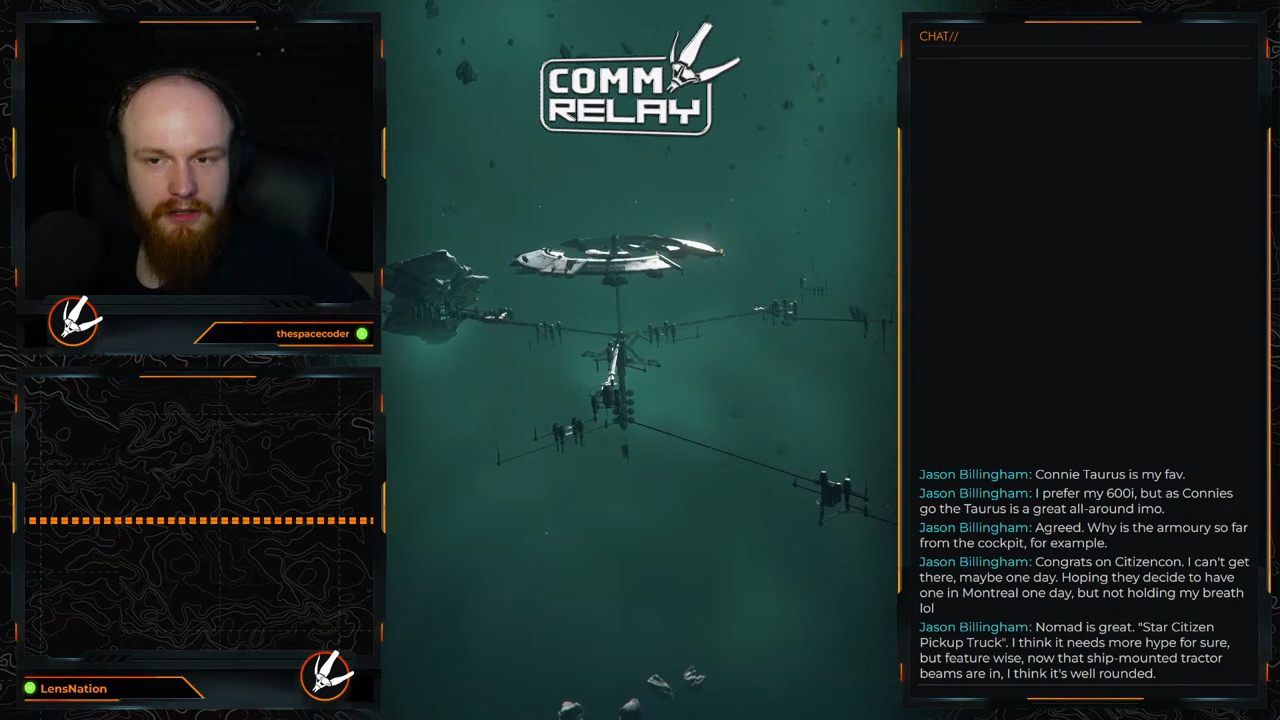 COMM
RELAY
thespacecoder
LensNation
CHAT//
Jason Billingham: Connie Taurus is my fav.
Jason Billingham: I prefer my 600i, but as Connies
go the Taurus is a great all-around imo.
Jason Billingham: Agreed. Why is the armoury so far
from the cockpit, for example.
Jason Billingham: Congrats on Citizencon. I can't get
there, maybe one day. Hoping they decide to have
one in Montreal one day, but not holding my breath
lol
Jason Billingham: Nomad is great. "Star Citizen
Pickup Truck". I think it needs more hype for sure,
but feature wise, now that ship-mounted tractor
beams are in, I think it's well rounded.